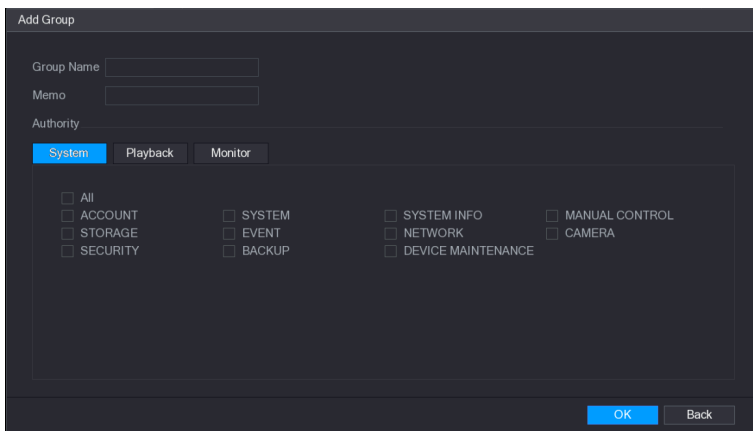 Add Group
Group Name
Memo
Authority
System Playback Monitor
All
ACCOUNT SYSTEM SYSTEM INFO MANUAL CONTROL
STORAGE EVENT NETWORK CAMERA
SECURITY BACKUP DEVICE MAINTENANCE
OK Back